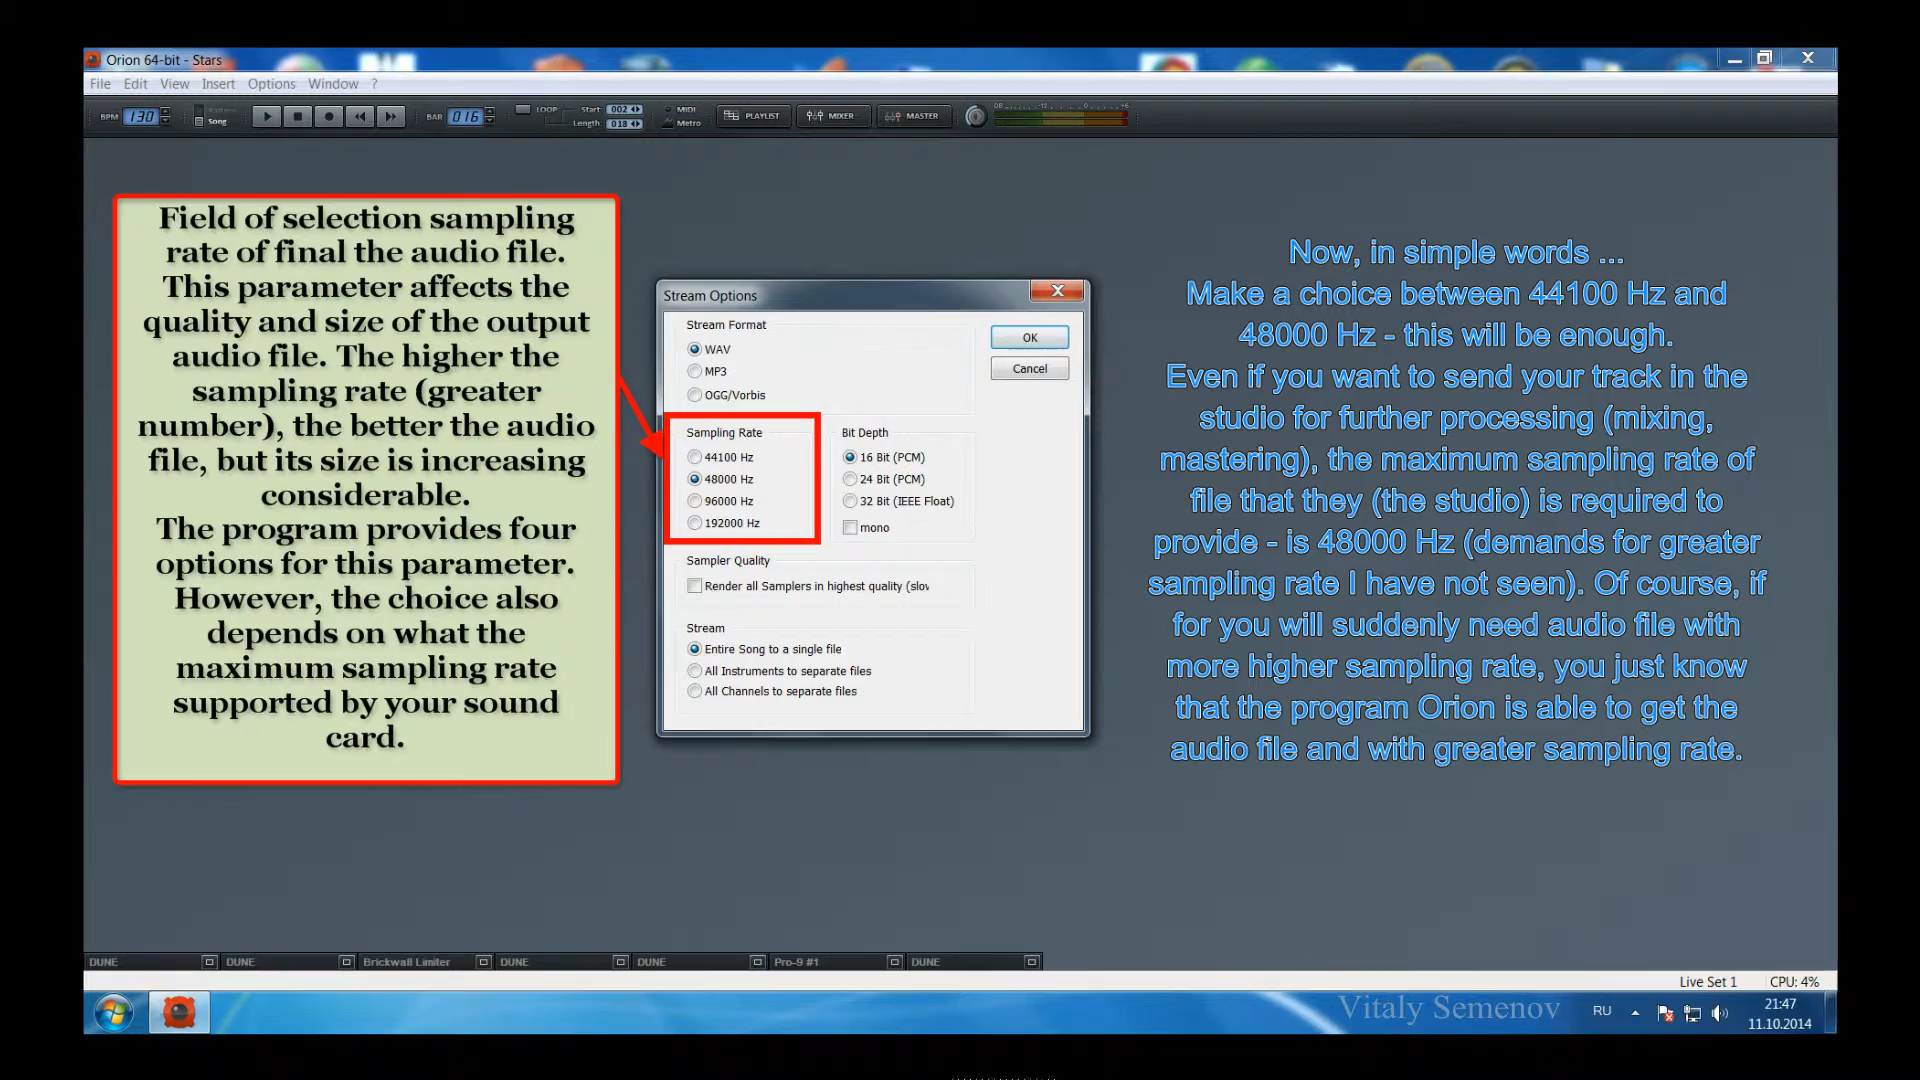 Orion 64-bit - Stars
File Edit View Insert Options Window ?
BPM 130 Song BAR 016 LOOP Start: 002 Length: 018 MIDI Metro PLAYLIST MIXER MASTER
Field of selection sampling
rate of final the audio file.
This parameter affects the
quality and size of the output
audio file. The higher the
sampling rate (greater
number), the better the audio
file, but its size is increasing
considerable.
The program provides four
options for this parameter.
However, the choice also
depends on what the
maximum sampling rate
supported by your sound
card.
Stream Options
Stream Format
WAV
MP3
OGG/Vorbis
OK
Cancel
Sampling Rate
44100 Hz
48000 Hz
96000 Hz
192000 Hz
Bit Depth
16 Bit (PCM)
24 Bit (PCM)
32 Bit (IEEE Float)
mono
Sampler Quality
Render all Samplers in highest quality (slov
Stream
Entire Song to a single file
All Instruments to separate files
All Channels to separate files
Now, in simple words ...
Make a choice between 44100 Hz and
48000 Hz - this will be enough.
Even if you want to send your track in the
studio for further processing (mixing,
mastering), the maximum sampling rate of
file that they (the studio) is required to
provide - is 48000 Hz (demands for greater
sampling rate I have not seen). Of course, if
for you will suddenly need audio file with
more higher sampling rate, you just know
that the program Orion is able to get the
audio file and with greater sampling rate.
DUNE DUNE Brickwall Limiter DUNE DUNE Pro-9 #1 DUNE
Live Set 1 CPU: 4%
Vitaly Semenov
RU
21:47
11.10.2014